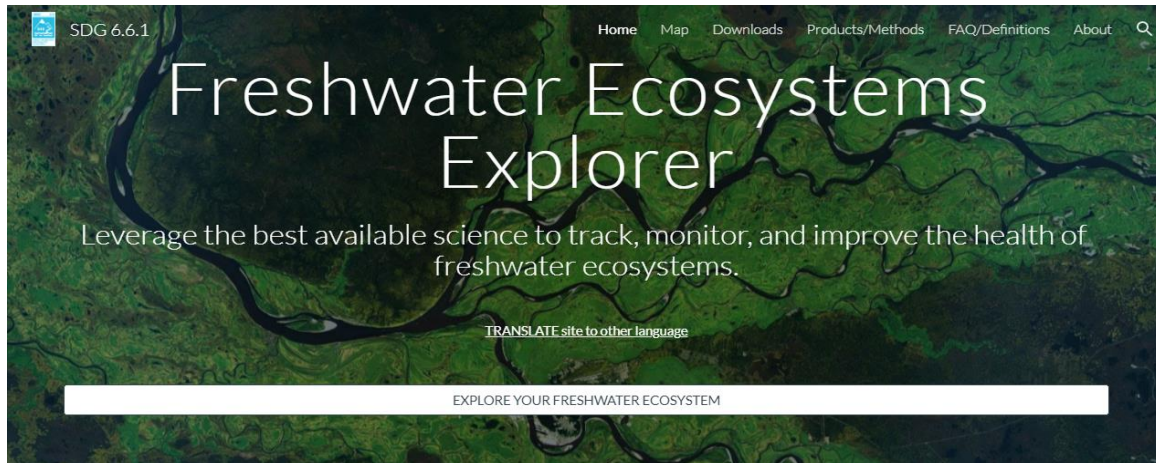 SDG 6.6.1
Home Map Downloads Products/Methods FAQ/Definitions About
Freshwater Ecosystems
Explorer
Leverage the best available science to track, monitor, and improve the health of
freshwater ecosystems.
TRANSLATE site to other language
EXPLORE YOUR FRESHWATER ECOSYSTEM